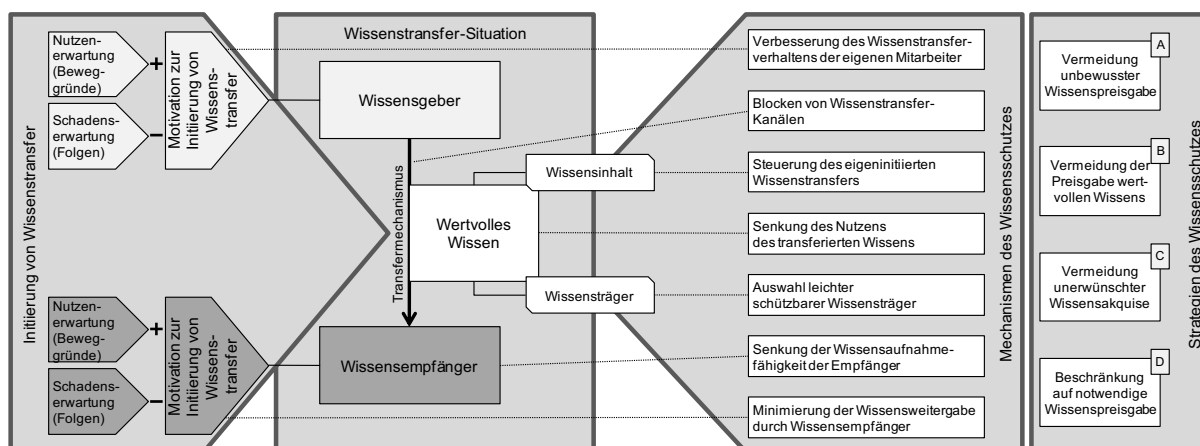 Initiierung von Wissenstransfer
Nutzen-
erwartung
(Beweg-
gründe)
+
Schadens-
erwartung
(Folgen)
–
Motivation zur
Initiierung von
Wissens-
transfer
Nutzen-
erwartung
(Beweg-
gründe)
+
Schadens-
erwartung
(Folgen)
–
Motivation zur
Initiierung von
Wissens-
transfer
Wissenstransfer-Situation
Wissensgeber
Transfermechanismus
Wissensinhalt
Wertvolles
Wissen
Wissensträger
Wissensempfänger
Verbesserung des Wissenstransfer-
verhaltens der eigenen Mitarbeiter
Blocken von Wissenstransfer-
Kanälen
Steuerung des eigeninitiierten
Wissenstransfers
Senkung des Nutzens
des transferierten Wissens
Auswahl leichter
schützbarer Wissensträger
Senkung der Wissensaufnahme-
fähigkeit der Empfänger
Minimierung der Wissensweitergabe
durch Wissensempfänger
Mechanismen des Wissensschutzes
A
Vermeidung
unbewusster
Wissenspreisgabe
B
Vermeidung der
Preisgabe wert-
vollen Wissens
C
Vermeidung
unerwünschter
Wissensakquise
D
Beschränkung
auf notwendige
Wissenspreisgabe
Strategien des Wissensschutzes